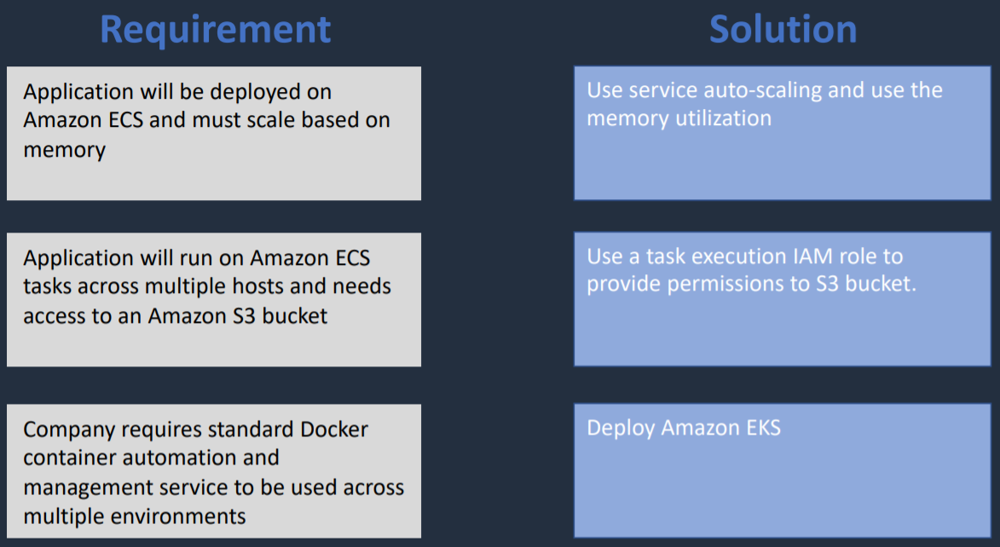 Requirement
Solution
Application will be deployed on
Amazon ECS and must scale based on
memory
Use service auto-scaling and use the
memory utilization
Application will run on Amazon ECS
tasks across multiple hosts and needs
access to an Amazon S3 bucket
Use a task execution IAM role to
provide permissions to S3 bucket.
Company requires standard Docker
container automation and
management service to be used across
multiple environments
Deploy Amazon EKS